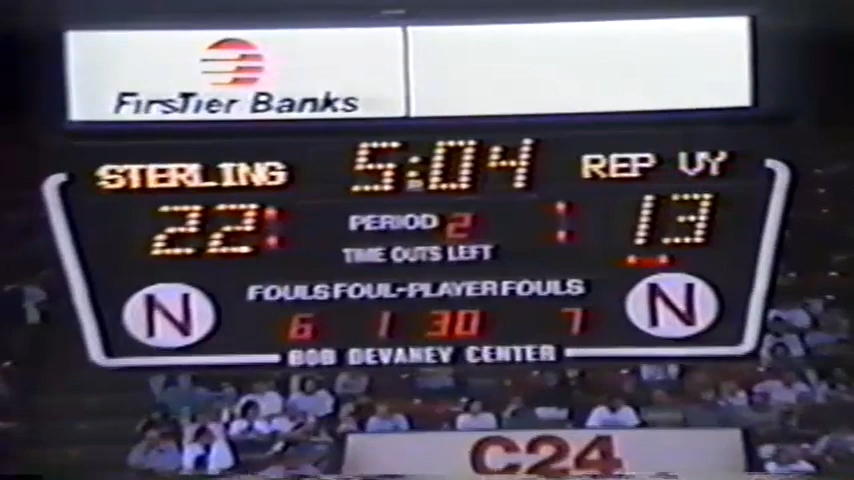 FirsTier Banks
STERLING 5:04 REP VY
22 PERIOD 2 13
TIME OUTS LEFT
FOULS FOUL-PLAYER FOULS
N 6 1 30 7 N
BOB DEVANEY CENTER
C24